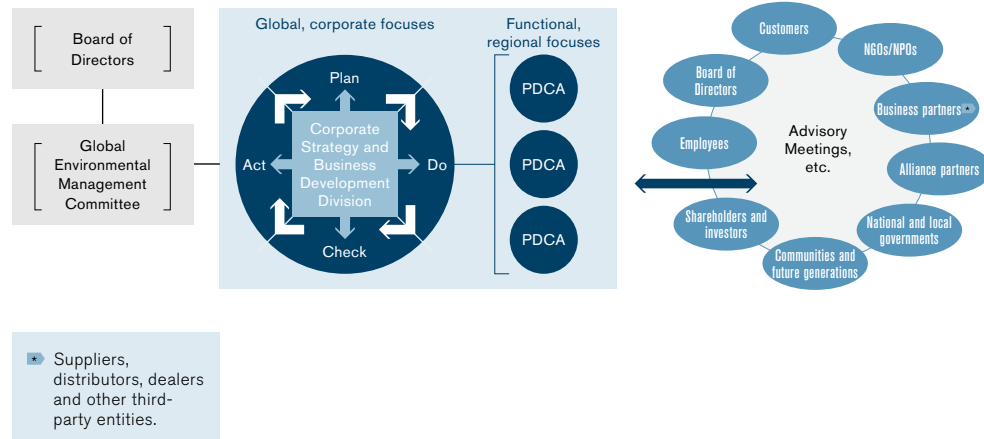 Board of
Directors
Global
Environmental
Management
Committee
Global, corporate focuses
Functional,
regional focuses
Plan
Act
Corporate
Strategy and
Business
Development
Division
Do
Check
PDCA
PDCA
PDCA
Customers
NGOs/NPOs
Board of
Directors
Business partners*
Employees
Advisory
Meetings,
etc.
Alliance partners
Shareholders and
investors
National and local
governments
Communities and
future generations
* Suppliers,
distributors, dealers
and other third-
party entities.